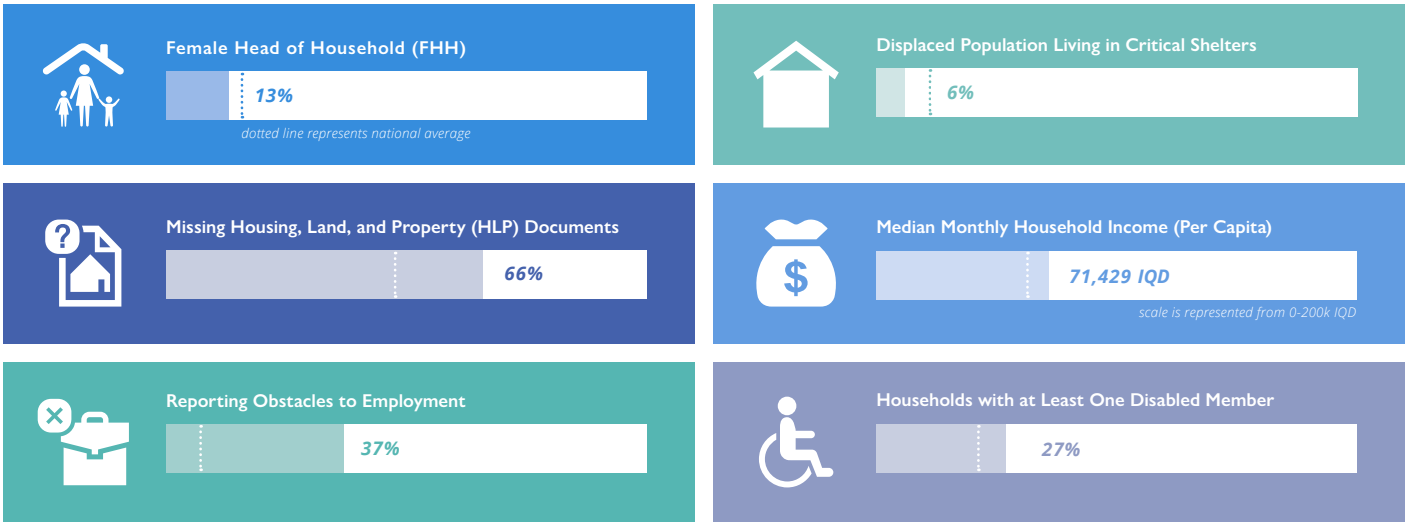 Female Head of Household (FHH)
13%
dotted line represents national average
Displaced Population Living in Critical Shelters
6%
?
Missing Housing, Land, and Property (HLP) Documents
66%
$
Median Monthly Household Income (Per Capita)
71,429 IQD
scale is represented from 0-200k IQD
Reporting Obstacles to Employment
37%
Households with at Least One Disabled Member
27%